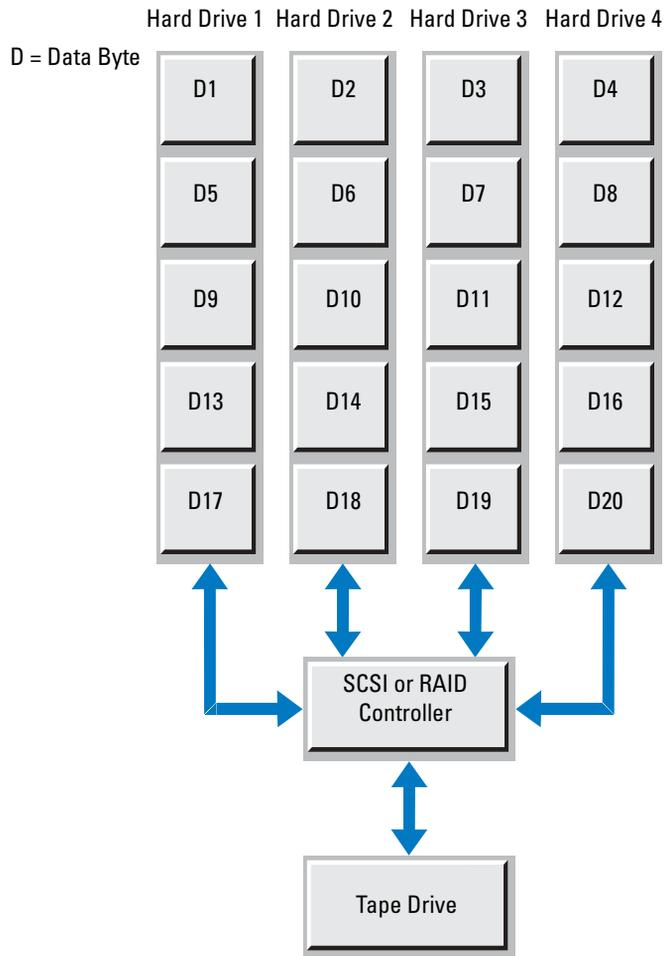 Hard Drive 1 Hard Drive 2 Hard Drive 3 Hard Drive 4
D = Data Byte
D1 D2 D3 D4
D5 D6 D7 D8
D9 D10 D11 D12
D13 D14 D15 D16
D17 D18 D19 D20
SCSI or RAID
Controller
Tape Drive